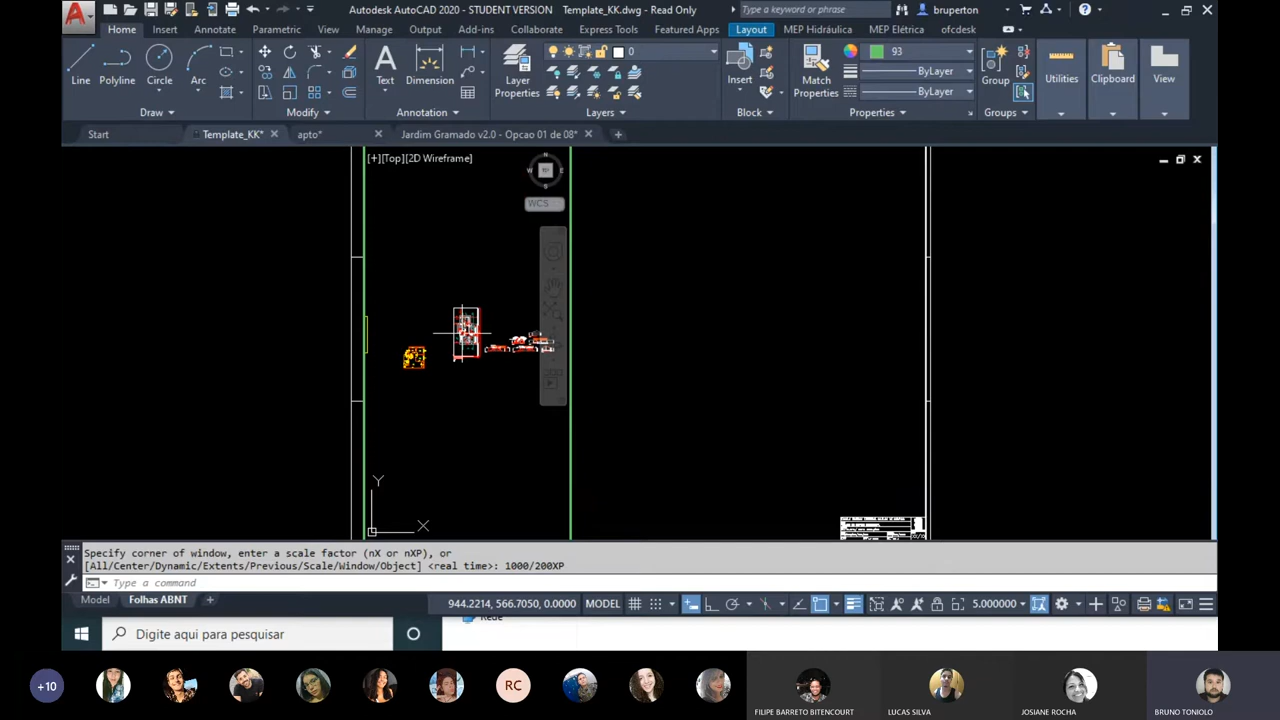 Autodesk AutoCAD 2020 - STUDENT VERSION Template_KK.dwg - Read Only
Type a keyword or phrase
bruperton
Home Insert Annotate Parametric View Manage Output Add-ins Collaborate Express Tools Featured Apps Layout MEP Hidráulica MEP Elétrica ofcdesk
0
93
ByLayer
ByLayer
Line Polyline Circle Arc Text Dimension Layer Properties Insert Match Properties Group Utilities Clipboard View
Draw Modify Annotation Layers Block Properties Groups
Start Template_KK* apto* Jardim Gramado v2.0 - Opcao 01 de 08*
[+][Top][2D Wireframe]
N
W E
S
WCS
Y
X
Specify corner of window, enter a scale factor (nX or nXP), or
[All/Center/Dynamic/Extents/Previous/Scale/Window/Object] <real time>: 1000/200XP
Type a command
Model Folhas ABNT
944.2214, 566.7050, 0.0000 MODEL 5.000000
Rede
Digite aqui para pesquisar
+10
RC
FILIPE BARRETO BITENCOURT LUCAS SILVA JOSIANE ROCHA BRUNO TONIOLO